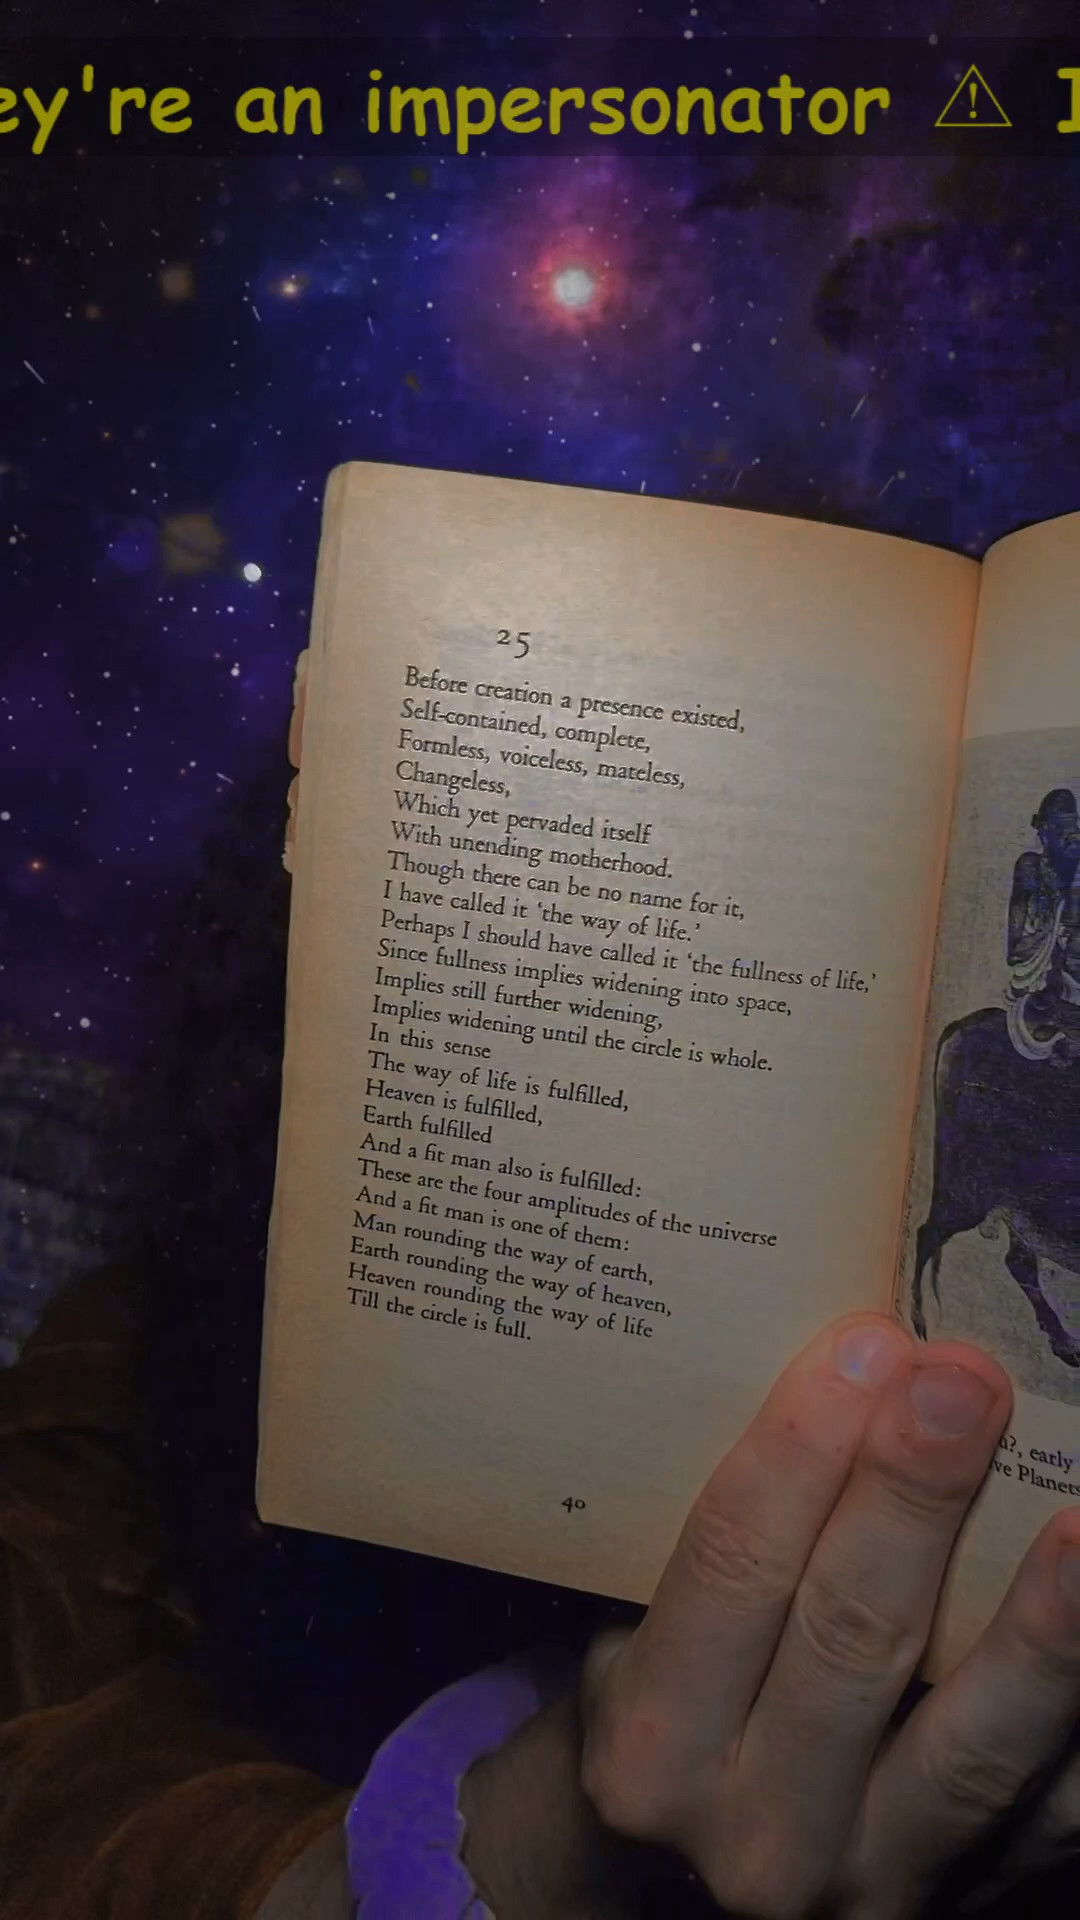 ey're an impersonator ⚠ I
25
Before creation a presence existed,
Self-contained, complete,
Formless, voiceless, mateless,
Changeless,
Which yet pervaded itself
With unending motherhood.
Though there can be no name for it,
I have called it 'the way of life.'
Perhaps I should have called it 'the fullness of life,'
Since fullness implies widening into space,
Implies still further widening,
Implies widening until the circle is whole.
In this sense
The way of life is fulfilled,
Heaven is fulfilled,
Earth fulfilled
And a fit man also is fulfilled:
These are the four amplitudes of the universe
And a fit man is one of them:
Man rounding the way of earth,
Earth rounding the way of heaven,
Heaven rounding the way of life
Till the circle is full.
40
?, early
ve Planets